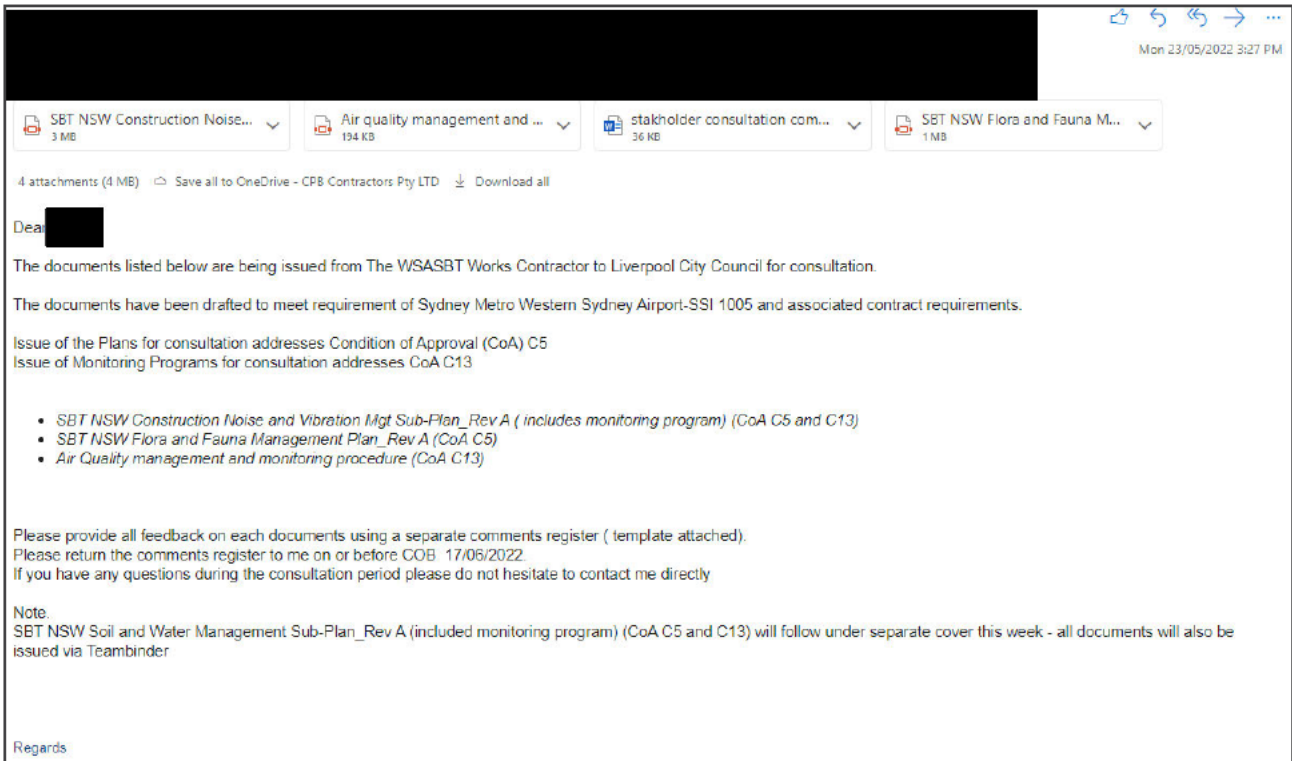 Mon 23/05/2022 3:27 PM
SBT NSW Construction Noise...
3 MB
Air quality management and ...
194 KB
stakholder consultation com...
36 KB
SBT NSW Flora and Fauna M...
1 MB
4 attachments (4 MB) Save all to OneDrive - CPB Contractors Pty LTD Download all
Dear
The documents listed below are being issued from The WSASBT Works Contractor to Liverpool City Council for consultation.
The documents have been drafted to meet requirement of Sydney Metro Western Sydney Airport-SSI 1005 and associated contract requirements.
Issue of the Plans for consultation addresses Condition of Approval (CoA) C5
Issue of Monitoring Programs for consultation addresses CoA C13
• SBT NSW Construction Noise and Vibration Mgt Sub-Plan_Rev A ( includes monitoring program) (CoA C5 and C13)
• SBT NSW Flora and Fauna Management Plan_Rev A (CoA C5)
• Air Quality management and monitoring procedure (CoA C13)
Please provide all feedback on each documents using a separate comments register ( template attached).
Please return the comments register to me on or before COB 17/06/2022.
If you have any questions during the consultation period please do not hesitate to contact me directly
Note.
SBT NSW Soil and Water Management Sub-Plan_Rev A (included monitoring program) (CoA C5 and C13) will follow under separate cover this week - all documents will also be
issued via Teambinder
Regards